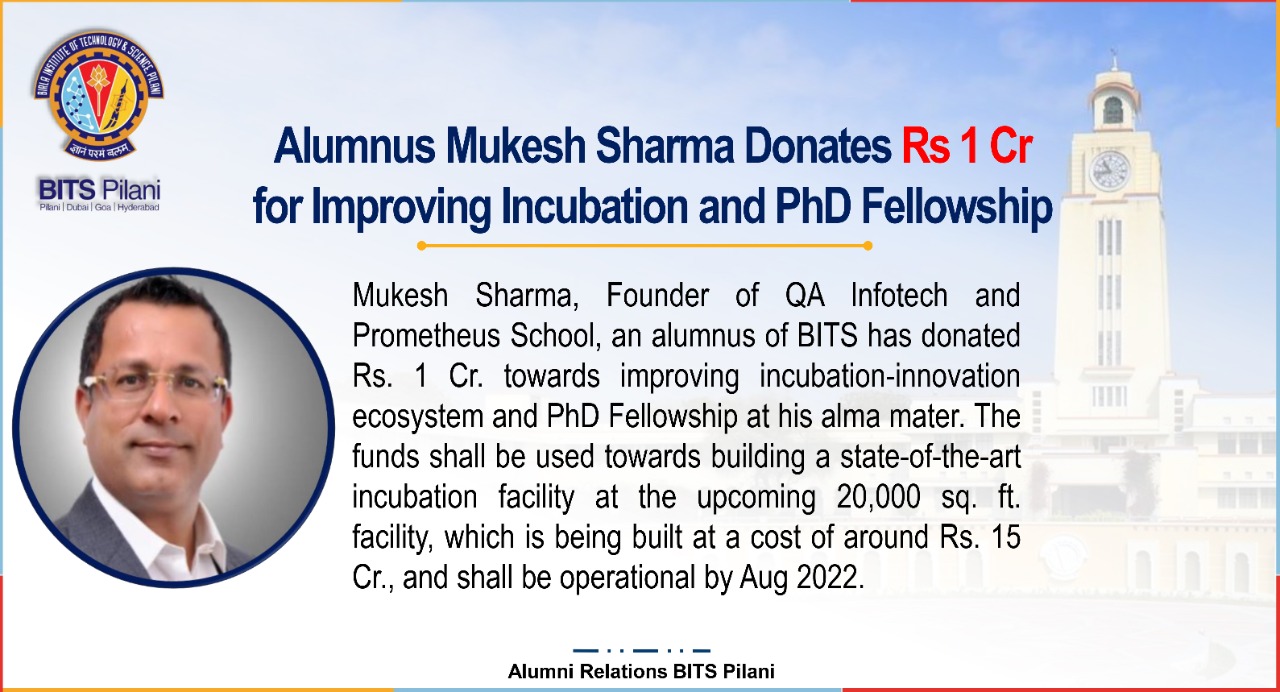 BIRLA INSTITUTE OF TECHNOLOGY & SCIENCE, PILANI
ज्ञानं परमं बलम्
BITS Pilani
Pilani | Dubai | Goa | Hyderabad
Alumnus Mukesh Sharma Donates Rs 1 Cr
for Improving Incubation and PhD Fellowship
Mukesh Sharma, Founder of QA Infotech and
Prometheus School, an alumnus of BITS has donated
Rs. 1 Cr. towards improving incubation-innovation
ecosystem and PhD Fellowship at his alma mater. The
funds shall be used towards building a state-of-the-art
incubation facility at the upcoming 20,000 sq. ft.
facility, which is being built at a cost of around Rs. 15
Cr., and shall be operational by Aug 2022.
Alumni Relations BITS Pilani